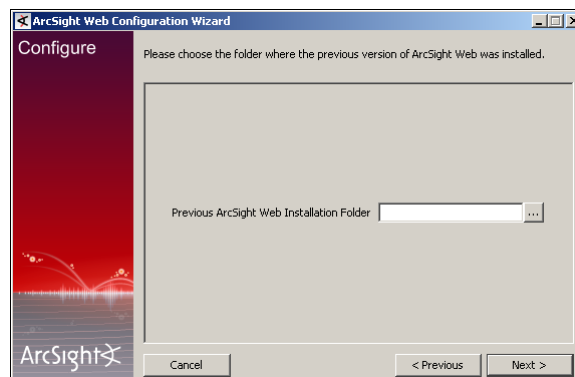 ArcSight Web Configuration Wizard
Configure
Please choose the folder where the previous version of ArcSight Web was installed.
Previous ArcSight Web Installation Folder
...
ArcSight
Cancel
< Previous
Next >